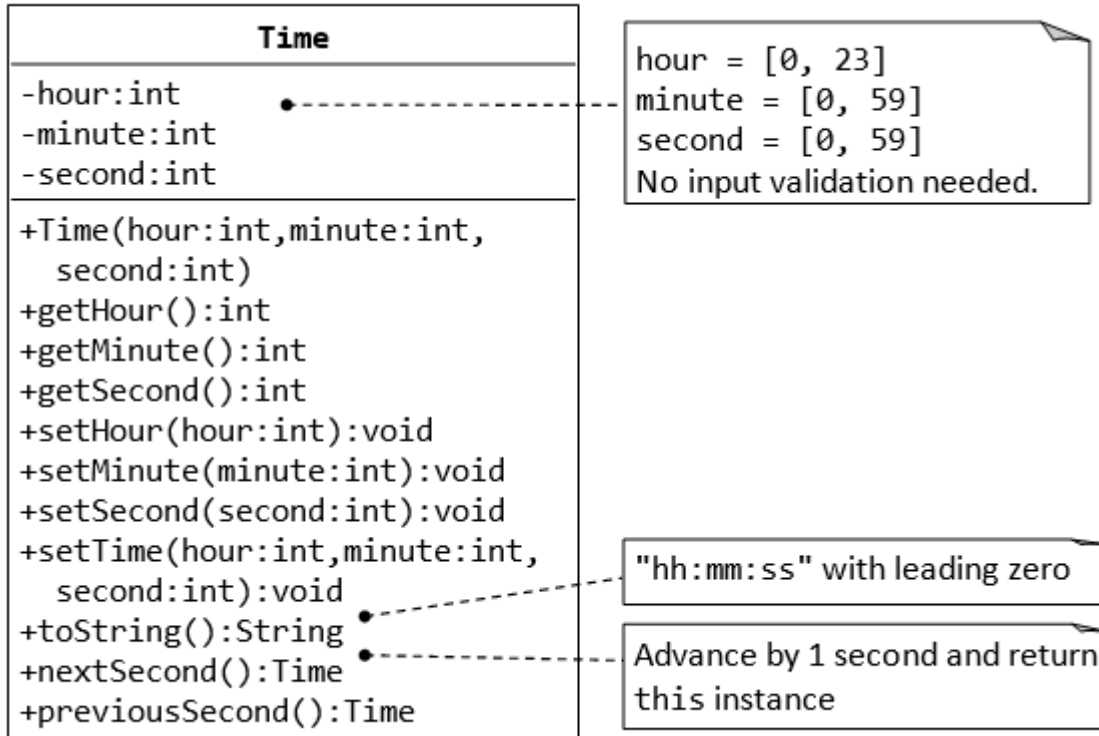 Time
-hour:int
-minute:int
-second:int
hour = [0, 23]
minute = [0, 59]
second = [0, 59]
No input validation needed.
+Time(hour:int,minute:int,
second:int)
+getHour():int
+getMinute():int
+getSecond():int
+setHour(hour:int):void
+setMinute(minute:int):void
+setSecond(second:int):void
+setTime(hour:int,minute:int,
second:int):void
+toString():String
+nextSecond():Time
+previousSecond():Time
"hh:mm:ss" with leading zero
Advance by 1 second and return
this instance